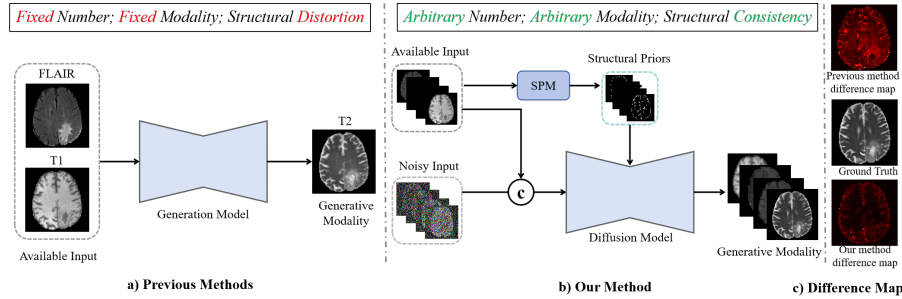 Fixed Number; Fixed Modality; Structural Distortion
FLAIR
T1
Available Input
Generation Model
T2
Generative
Modality
a) Previous Methods
Arbitrary Number; Arbitrary Modality; Structural Consistency
Available Input
SPM
Structural Priors
Noisy Input
c
Diffusion Model
Generative Modality
b) Our Method
Previous method
difference map
Ground Truth
Our method
difference map
c) Difference Map